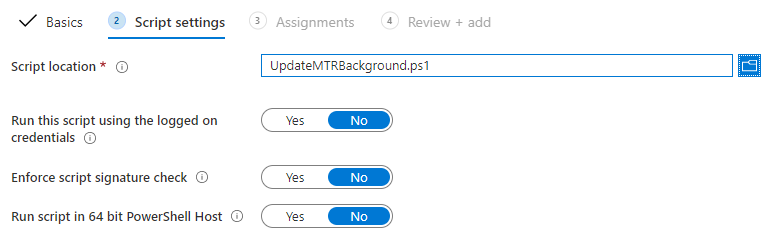 Basics 2 Script settings 3 Assignments 4 Review + add
Script location * UpdateMTRBackground.ps1
Run this script using the logged on Yes No
credentials
Enforce script signature check Yes No
Run script in 64 bit PowerShell Host Yes No